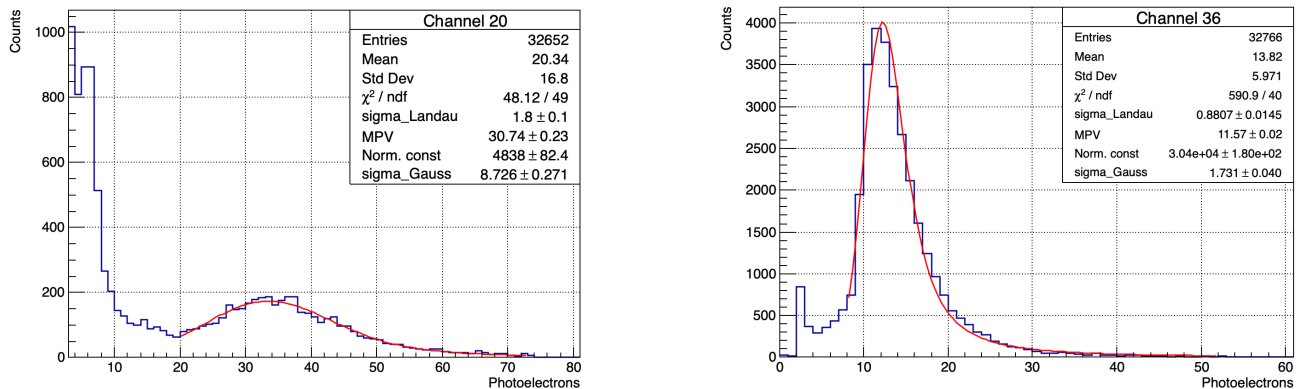 Counts
1000
800
600
400
200
0
10 20 30 40 50 60 70 80
Photoelectrons
Channel 20
Entries 32652
Mean 20.34
Std Dev 16.8
χ² / ndf 48.12 / 49
sigma_Landau 1.8 ± 0.1
MPV 30.74 ± 0.23
Norm. const 4838 ± 82.4
sigma_Gauss 8.726 ± 0.271
Counts
4000
3500
3000
2500
2000
1500
1000
500
0
0 10 20 30 40 50 60
Photoelectrons
Channel 36
Entries 32766
Mean 13.82
Std Dev 5.971
χ² / ndf 590.9 / 40
sigma_Landau 0.8807 ± 0.0145
MPV 11.57 ± 0.02
Norm. const 3.04e+04 ± 1.80e+02
sigma_Gauss 1.731 ± 0.040